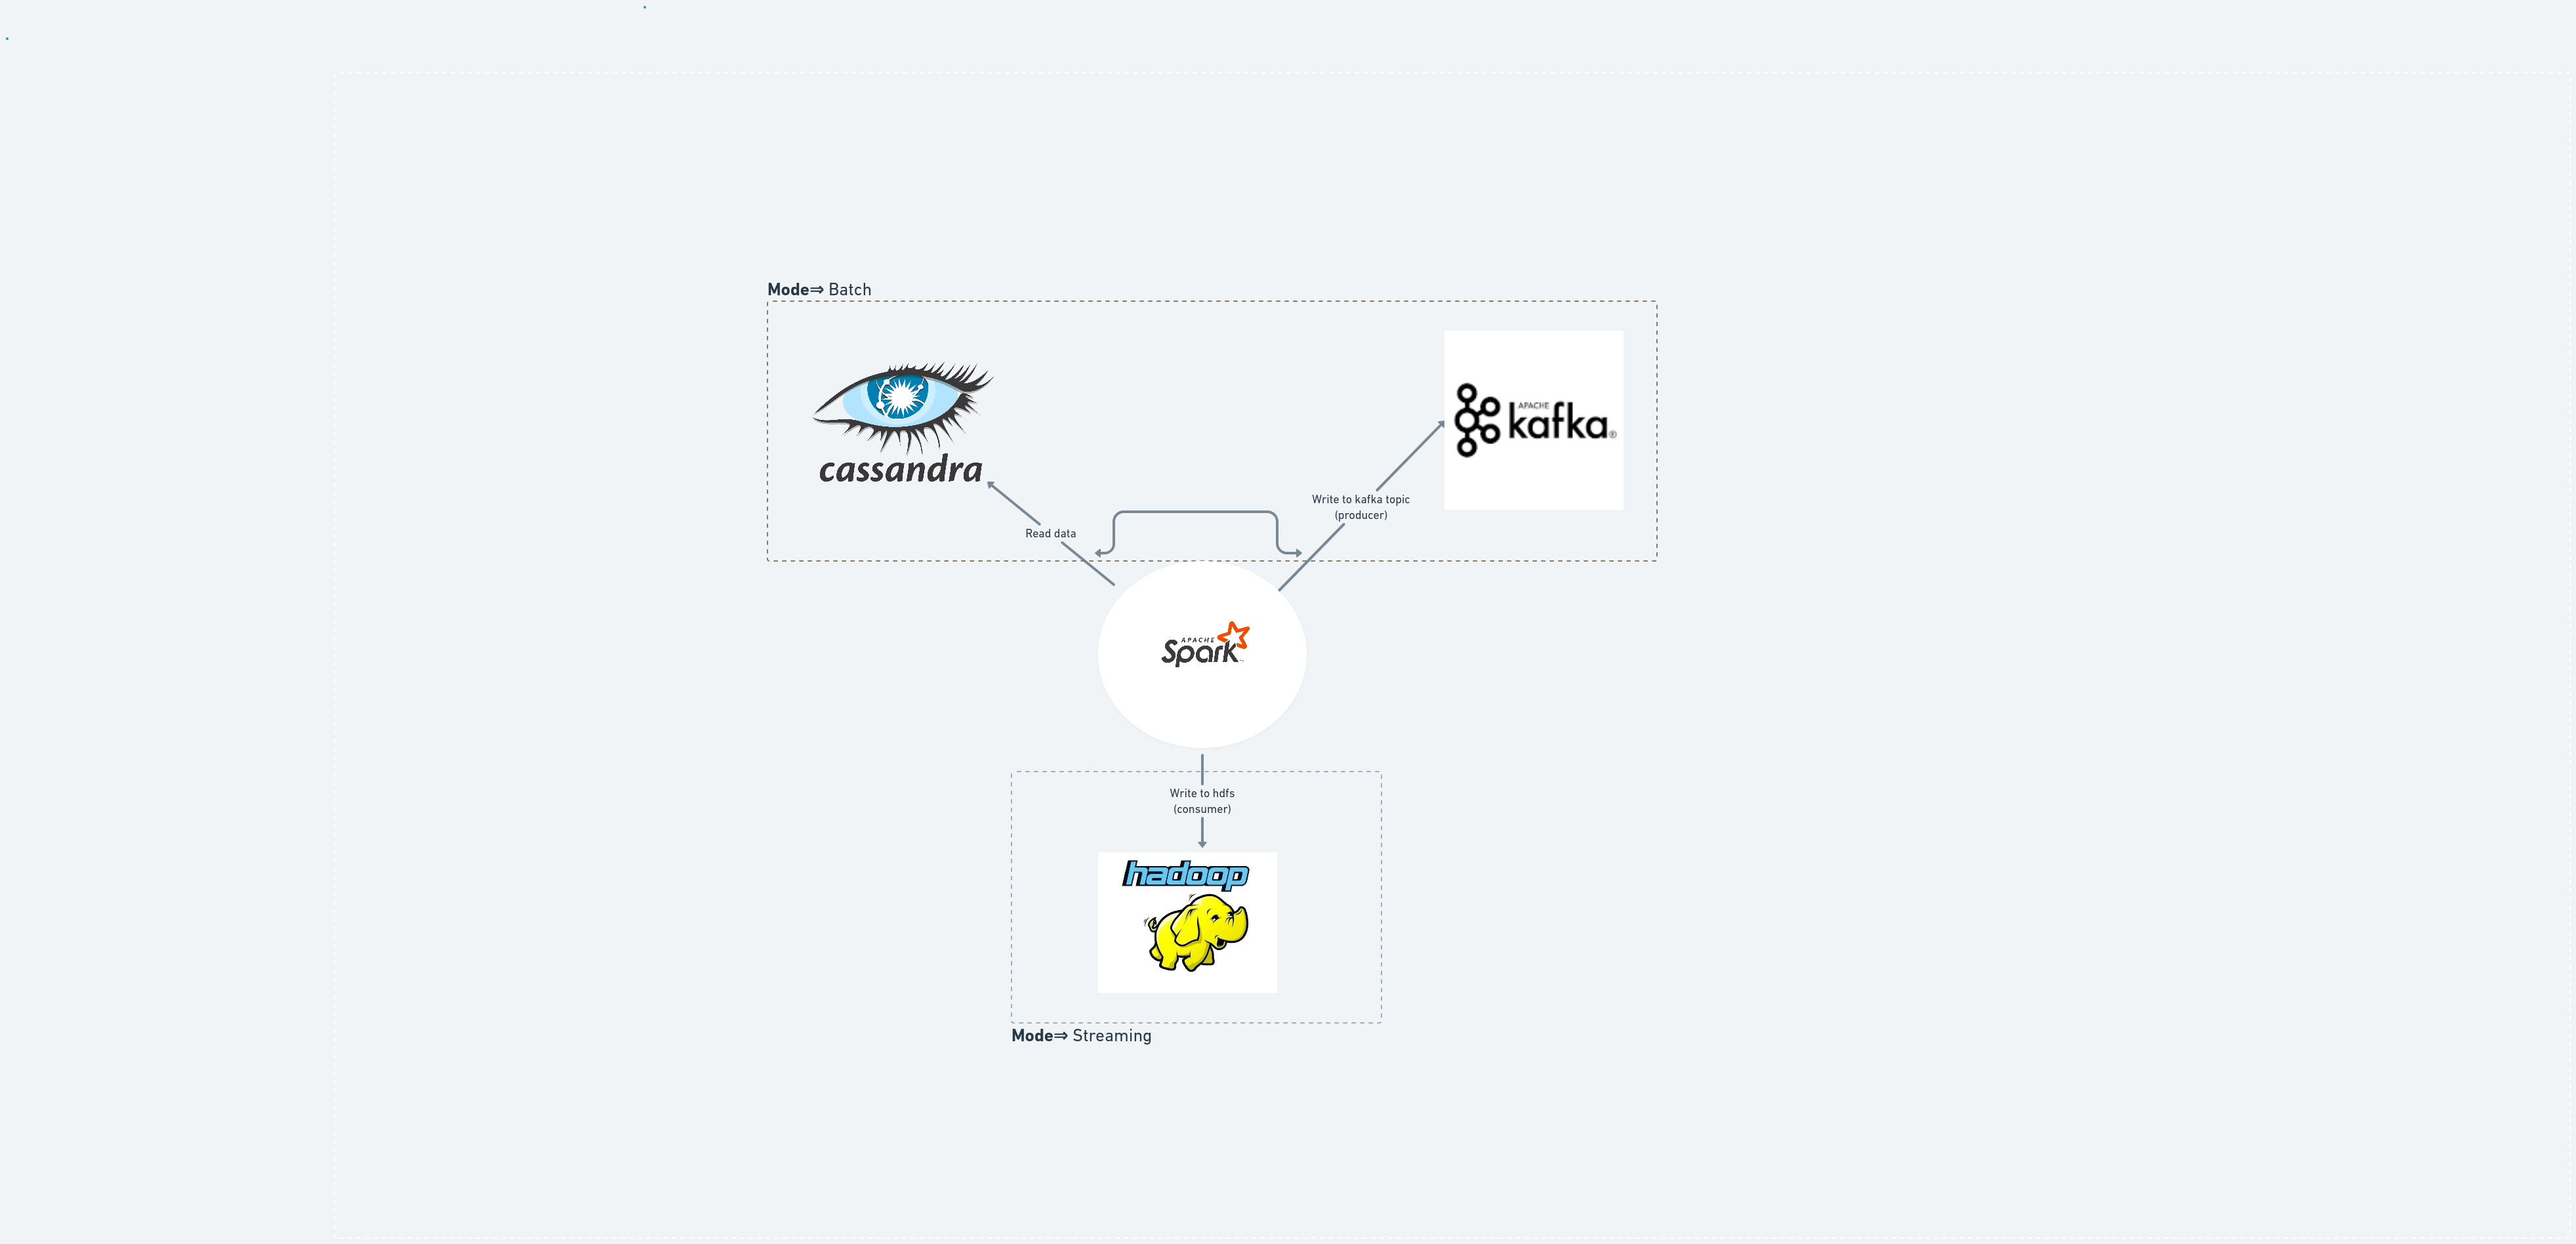 Mode⇒ Batch
cassandra
APACHE
kafka®
Write to kafka topic
(producer)
Read data
APACHE
Spark™
Write to hdfs
(consumer)
hadoop
Mode⇒ Streaming